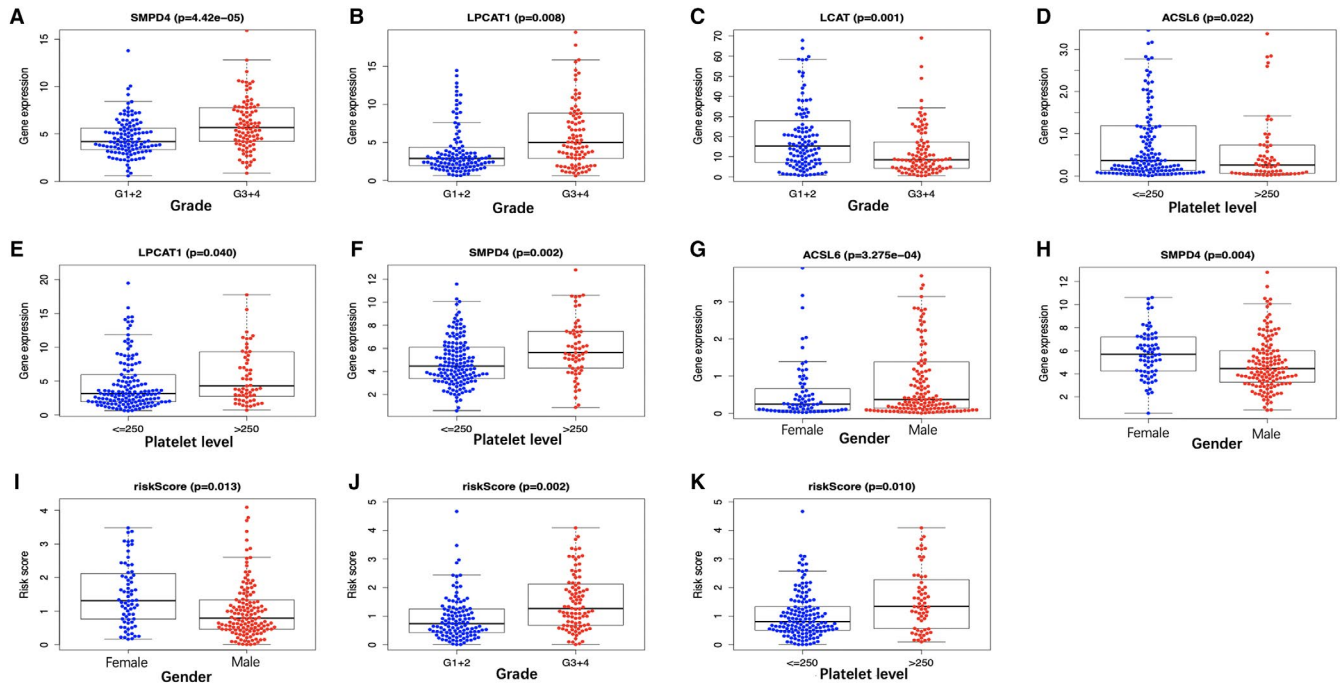 A
SMPD4 (p=4.42e−05)
Gene expression
15
10
5
0
G1+2
G3+4
Grade
B
LPCAT1 (p=0.008)
Gene expression
15
10
5
0
G1+2
G3+4
Grade
C
LCAT (p=0.001)
Gene expression
70
60
50
40
30
20
10
0
G1+2
G3+4
Grade
D
ACSL6 (p=0.022)
Gene expression
3.0
2.0
1.0
0.0
<=250
>250
Platelet level
E
LPCAT1 (p=0.040)
Gene expression
20
15
10
5
0
<=250
>250
Platelet level
F
SMPD4 (p=0.002)
Gene expression
12
10
8
6
4
2
<=250
>250
Platelet level
G
ACSL6 (p=3.275e−04)
Gene expression
3
2
1
0
Female
Male
Gender
H
SMPD4 (p=0.004)
Gene expression
12
10
8
6
4
2
Female
Male
Gender
I
riskScore (p=0.013)
Risk score
4
3
2
1
0
Female
Male
Gender
J
riskScore (p=0.002)
Risk score
5
4
3
2
1
0
G1+2
G3+4
Grade
K
riskScore (p=0.010)
Risk score
5
4
3
2
1
0
<=250
>250
Platelet level